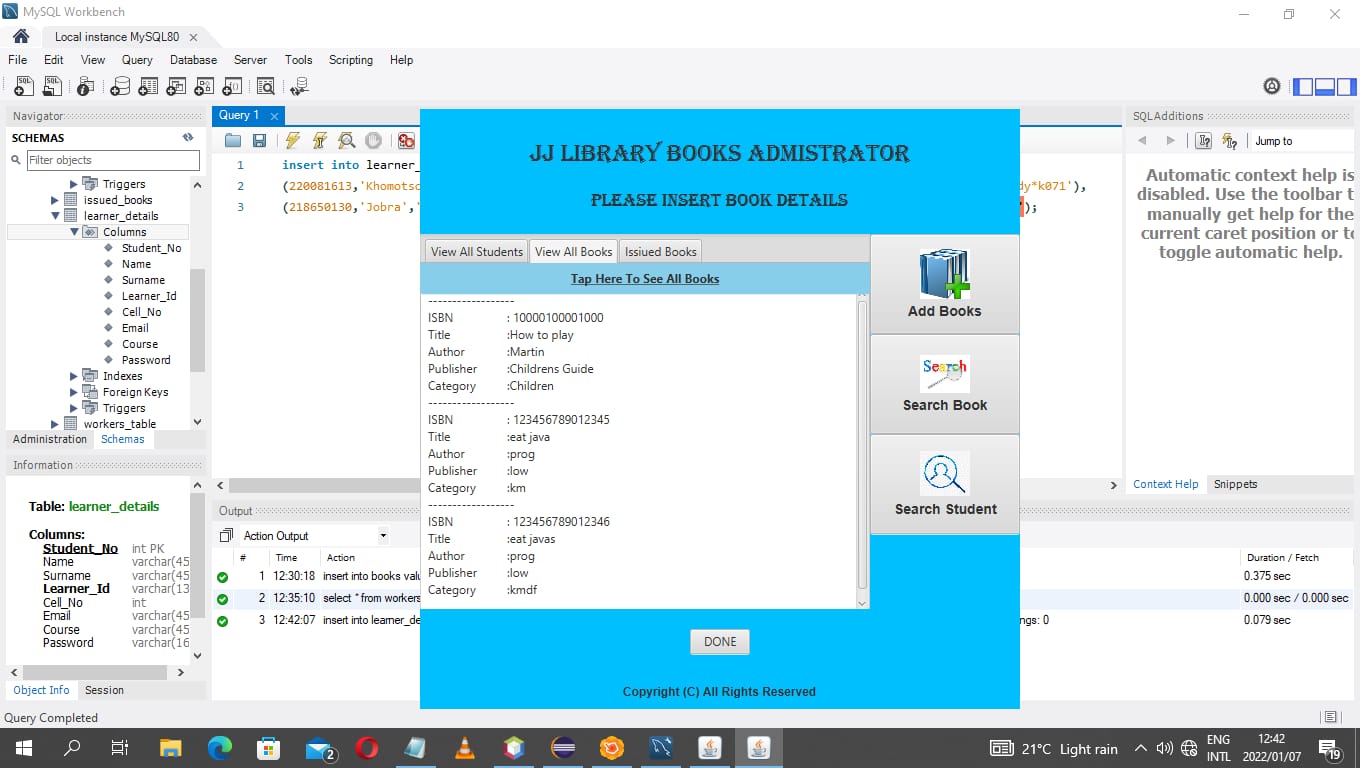 MySQL Workbench
Local instance MySQL80
File Edit View Query Database Server Tools Scripting Help
Navigator
SCHEMAS
Filter objects
Triggers
issued_books
learner_details
Columns
Student_No
Name
Surname
Learner_Id
Cell_No
Email
Course
Password
Indexes
Foreign Keys
Triggers
workers_table
Administration Schemas
Information
Table: learner_details
Columns:
Student_No int PK
Name varchar(45
Surname varchar(45
Learner_Id varchar(13
Cell_No int
Email varchar(45
Course varchar(45
Password varchar(16
Object Info Session
Query Completed
Query 1
1 insert into learner_
2 (220081613,'Khomotso dy*k071'),
3 (218650130,'Jobra',' );
JJ LIBRARY BOOKS ADMISTRATOR
PLEASE INSERT BOOK DETAILS
View All Students View All Books Issiued Books
Tap Here To See All Books
------------------
ISBN : 10000100001000
Title :How to play
Author :Martin
Publisher :Childrens Guide
Category :Children
------------------
ISBN : 123456789012345
Title :eat java
Author :prog
Publisher :low
Category :km
------------------
ISBN : 123456789012346
Title :eat javas
Author :prog
Publisher :low
Category :kmdf
Add Books
Search
Search Book
Search Student
DONE
Copyright (C) All Rights Reserved
Output
Action Output
# Time Action Duration / Fetch
1 12:30:18 insert into books valu 0.375 sec
2 12:35:10 select * from workers 0.000 sec / 0.000 sec
3 12:42:07 insert into learner_de ngs: 0 0.079 sec
SQLAdditions
Jump to
Automatic context help is
disabled. Use the toolbar t
manually get help for the
current caret position or to
toggle automatic help.
Context Help Snippets
2
21°C Light rain
ENG
INTL
12:42
2022/01/07
19